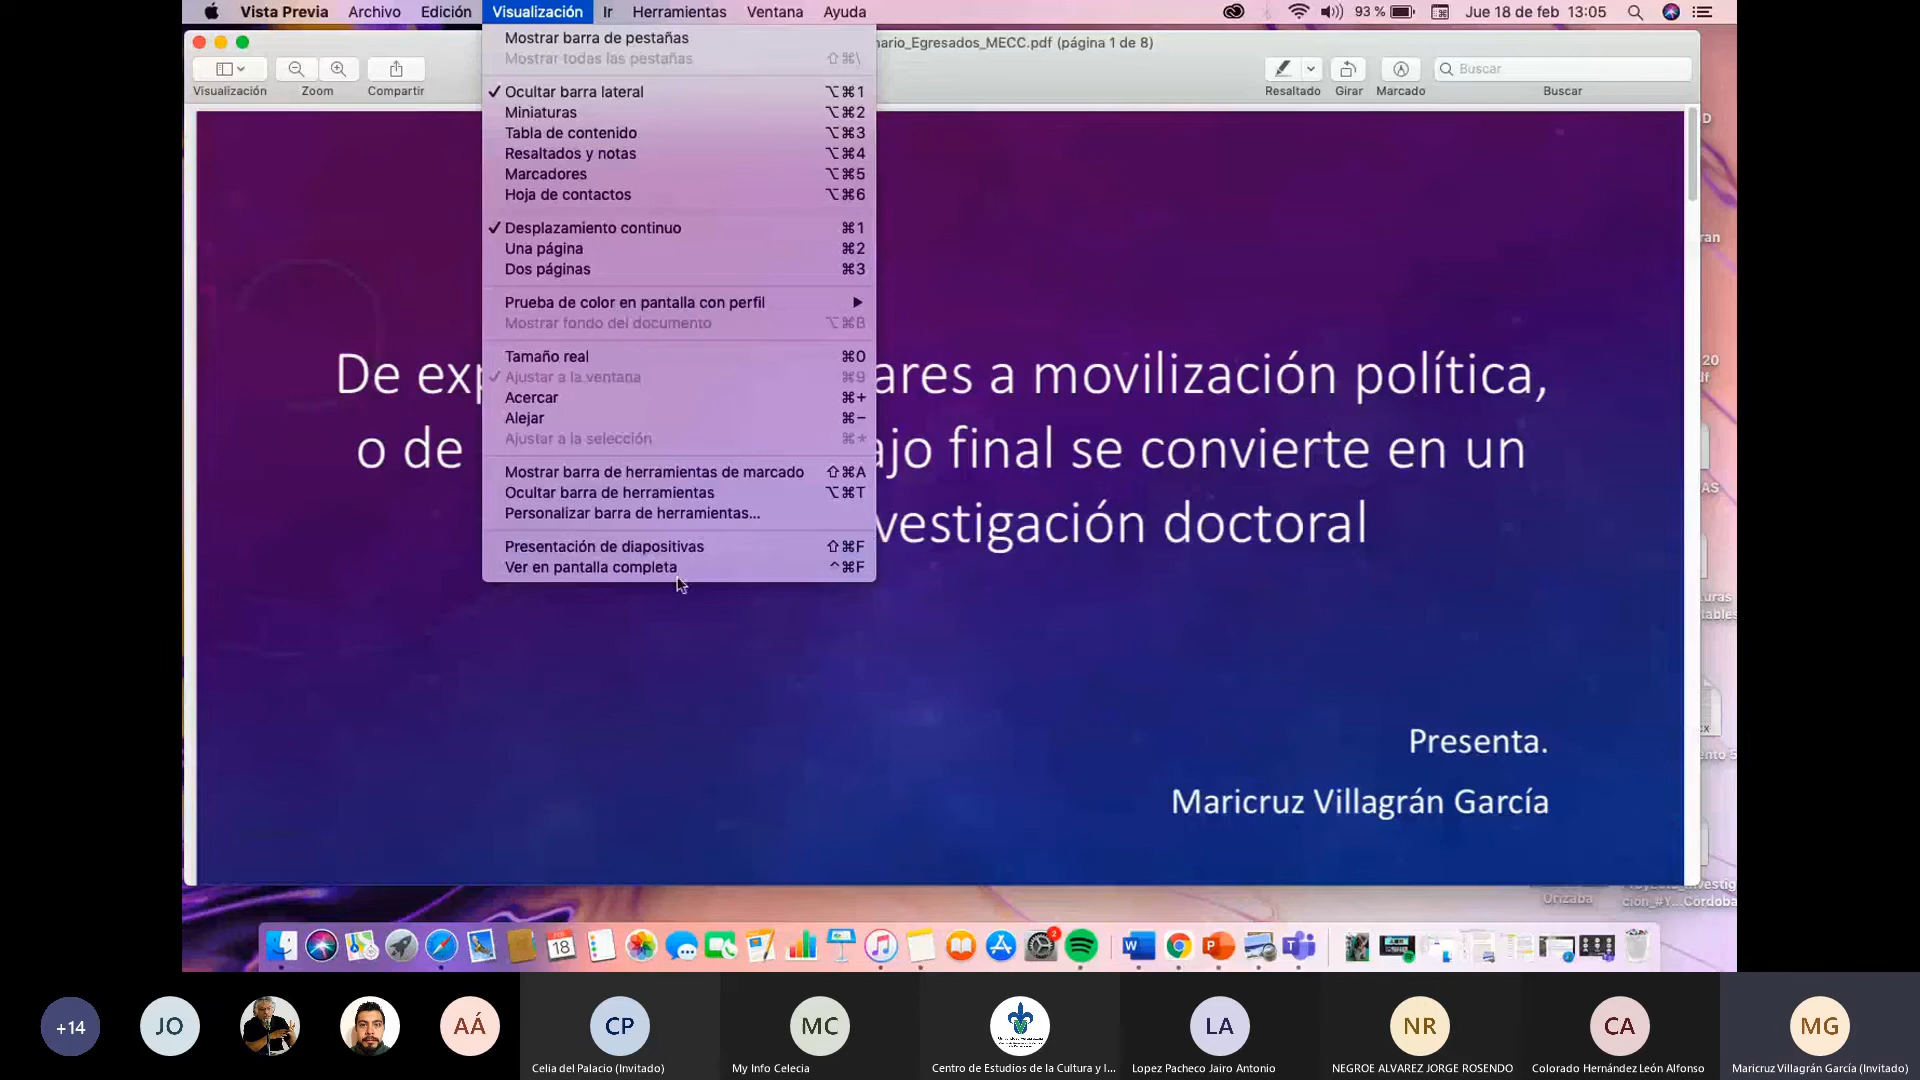 Vista Previa Archivo Edición Visualización Ir Herramientas Ventana Ayuda 93 % Jue 18 de feb 13:05
nario_Egresados_MECC.pdf (página 1 de 8)
Visualización Zoom Compartir Resaltado Girar Marcado Buscar
Buscar
Mostrar barra de pestañas
Mostrar todas las pestañas ⇧⌘\
✓ Ocultar barra lateral ⌥⌘1
Miniaturas ⌥⌘2
Tabla de contenido ⌥⌘3
Resaltados y notas ⌥⌘4
Marcadores ⌥⌘5
Hoja de contactos ⌥⌘6
✓ Desplazamiento continuo ⌘1
Una página ⌘2
Dos páginas ⌘3
Prueba de color en pantalla con perfil ▶
Mostrar fondo del documento ⌥⌘B
Tamaño real ⌘0
✓ Ajustar a la ventana ⌘9
Acercar ⌘+
Alejar ⌘−
Ajustar a la selección ⌘*
Mostrar barra de herramientas de marcado ⇧⌘A
Ocultar barra de herramientas ⌥⌘T
Personalizar barra de herramientas...
Presentación de diapositivas ⇧⌘F
Ver en pantalla completa ^⌘F
De exp ares a movilización política,
o de ajo final se convierte en un
vestigación doctoral
Presenta.
Maricruz Villagrán García
Orizaba
Cordoba
18
2
+14 JO AÁ CP MC LA NR CA MG
Celia del Palacio (Invitado) My Info Celecia Centro de Estudios de la Cultura y l... Lopez Pacheco Jairo Antonio NEGROE ALVAREZ JORGE ROSENDO Colorado Hernández León Alfonso Maricruz Villagrán García (Invitado)